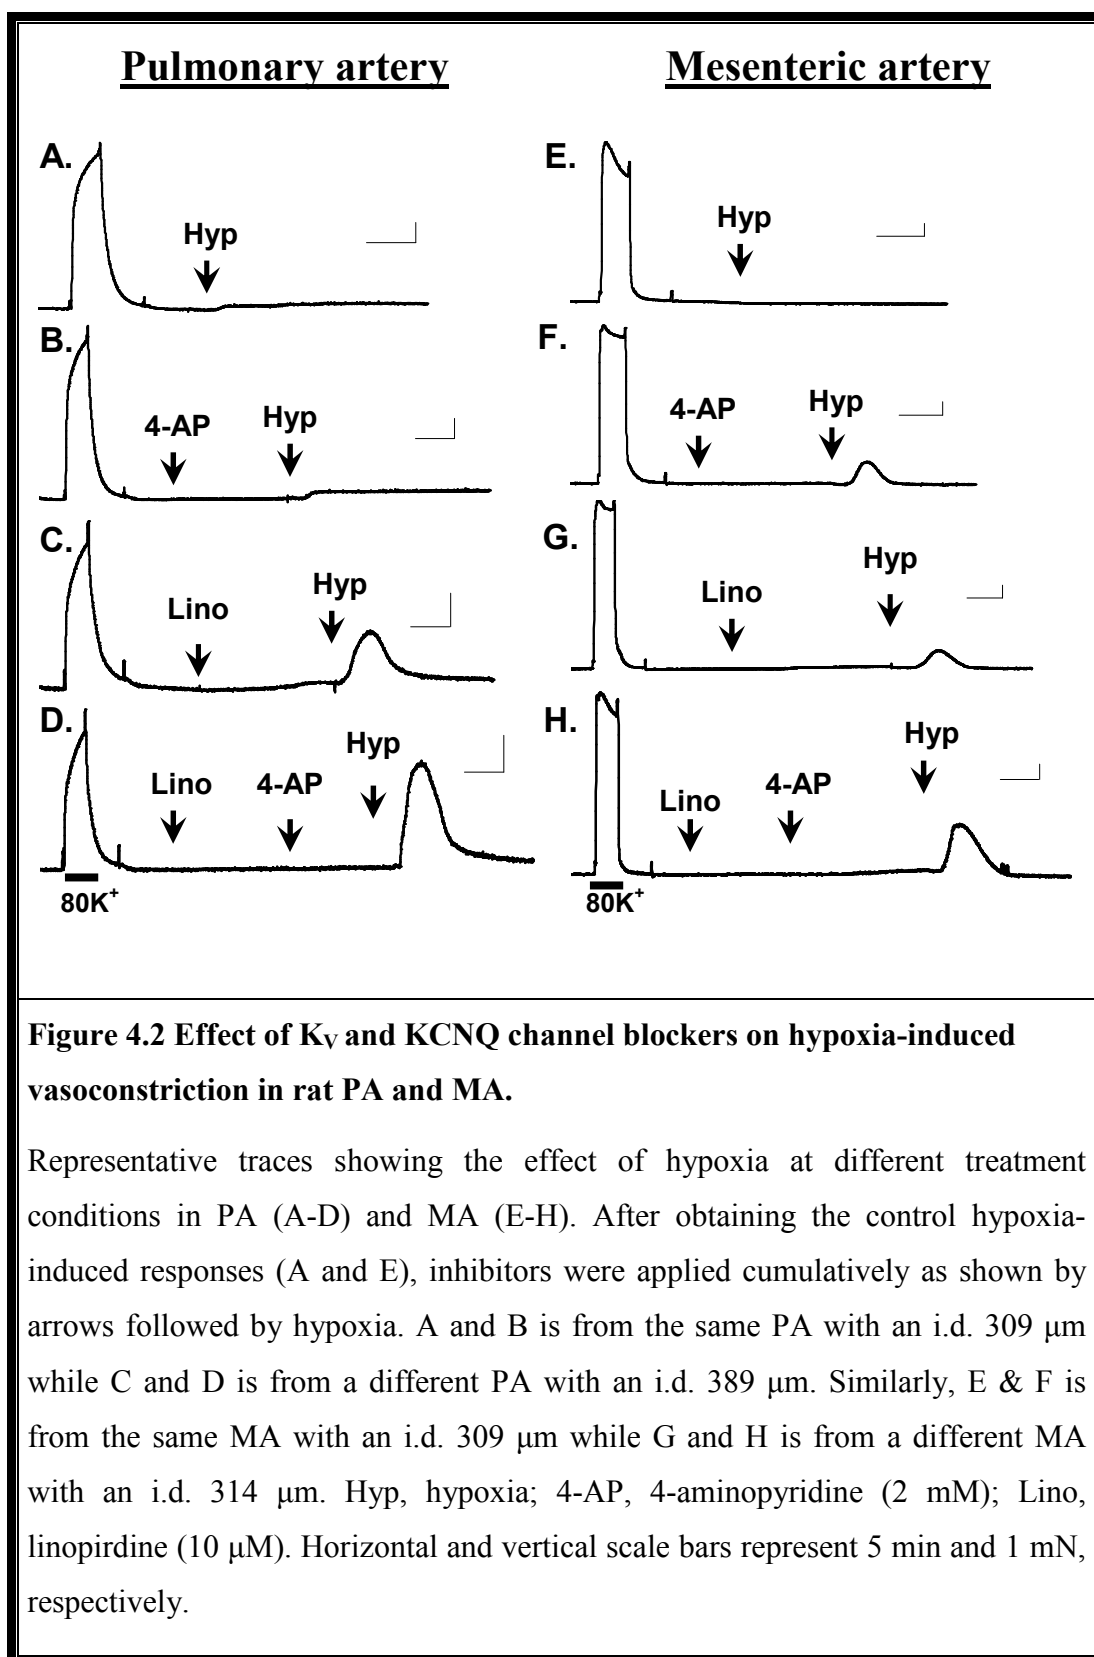 Pulmonary artery
Mesenteric artery
A.
Hyp
B.
4-AP
Hyp
C.
Lino
Hyp
D.
Lino
4-AP
Hyp
80K⁺
E.
Hyp
F.
4-AP
Hyp
G.
Lino
Hyp
H.
Lino
4-AP
Hyp
80K⁺
Figure 4.2 Effect of Kv and KCNQ channel blockers on hypoxia-induced
vasoconstriction in rat PA and MA.
Representative traces showing the effect of hypoxia at different treatment
conditions in PA (A-D) and MA (E-H). After obtaining the control hypoxia-
induced responses (A and E), inhibitors were applied cumulatively as shown by
arrows followed by hypoxia. A and B is from the same PA with an i.d. 309 μm
while C and D is from a different PA with an i.d. 389 μm. Similarly, E & F is
from the same MA with an i.d. 309 μm while G and H is from a different MA
with an i.d. 314 μm. Hyp, hypoxia; 4-AP, 4-aminopyridine (2 mM); Lino,
linopirdine (10 μM). Horizontal and vertical scale bars represent 5 min and 1 mN,
respectively.